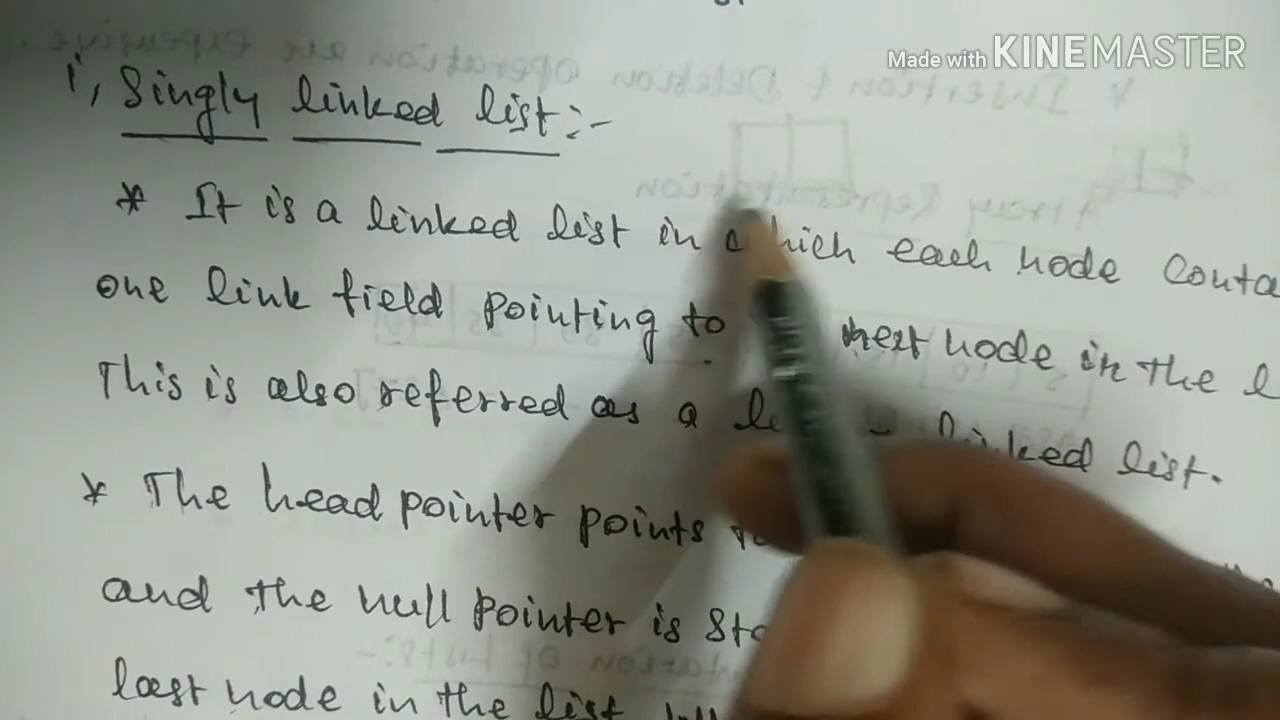 Made with KINEMASTER
i, Singly linked list:-
* It is a linked list in which each node conta
one link field pointing to next node in the l
This is also referred as a linked list.
* The head pointer points
and the null pointer is sto
last node in the list